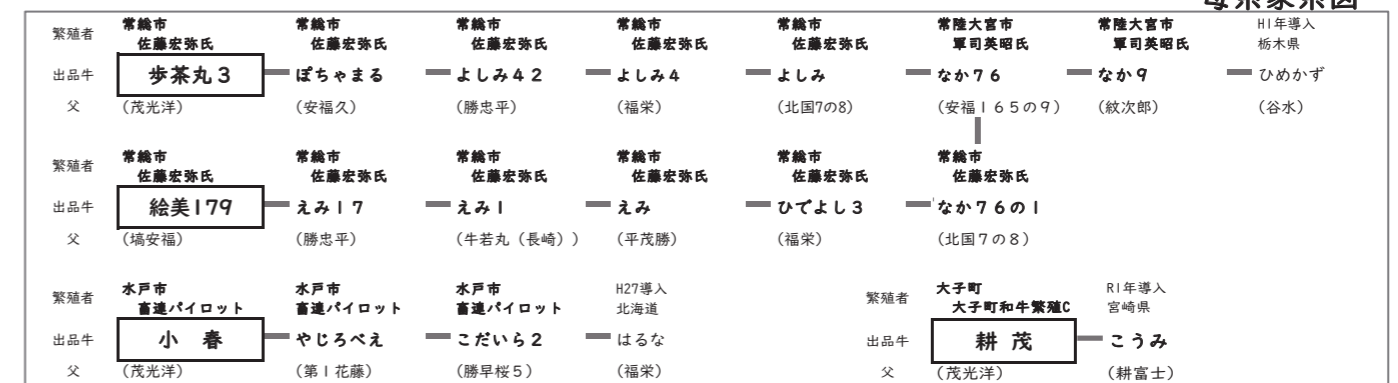 母系家系図
繁殖者 常総市 常総市 常総市 常総市 常総市 常陸大宮市 常陸大宮市 H1年導入
佐藤宏弥氏 佐藤宏弥氏 佐藤宏弥氏 佐藤宏弥氏 佐藤宏弥氏 軍司英昭氏 軍司英昭氏 栃木県
出品牛 歩茶丸3 ぽちゃまる よしみ42 よしみ4 よしみ なか76 なか9 ひめかず
父 (茂光洋) (安福久) (勝忠平) (福栄) (北国7の8) (安福165の9) (紋次郎) (谷水)
繁殖者 常総市 常総市 常総市 常総市 常総市 常総市
佐藤宏弥氏 佐藤宏弥氏 佐藤宏弥氏 佐藤宏弥氏 佐藤宏弥氏 佐藤宏弥氏
出品牛 絵美179 えみ17 えみ1 えみ ひでよし3 なか76の1
父 (塙安福) (勝忠平) (牛若丸(長崎)) (平茂勝) (福栄) (北国7の8)
繁殖者 水戸市 水戸市 水戸市 H27導入 繁殖者 大子町 R1年導入
畜連パイロット 畜連パイロット 畜連パイロット 北海道 大子町和牛繁殖C 宮崎県
出品牛 小 春 やじろべえ こだいら2 はるな 出品牛 耕 茂 こうみ
父 (茂光洋) (第1花藤) (勝早桜5) (福栄) 父 (茂光洋) (耕富士)